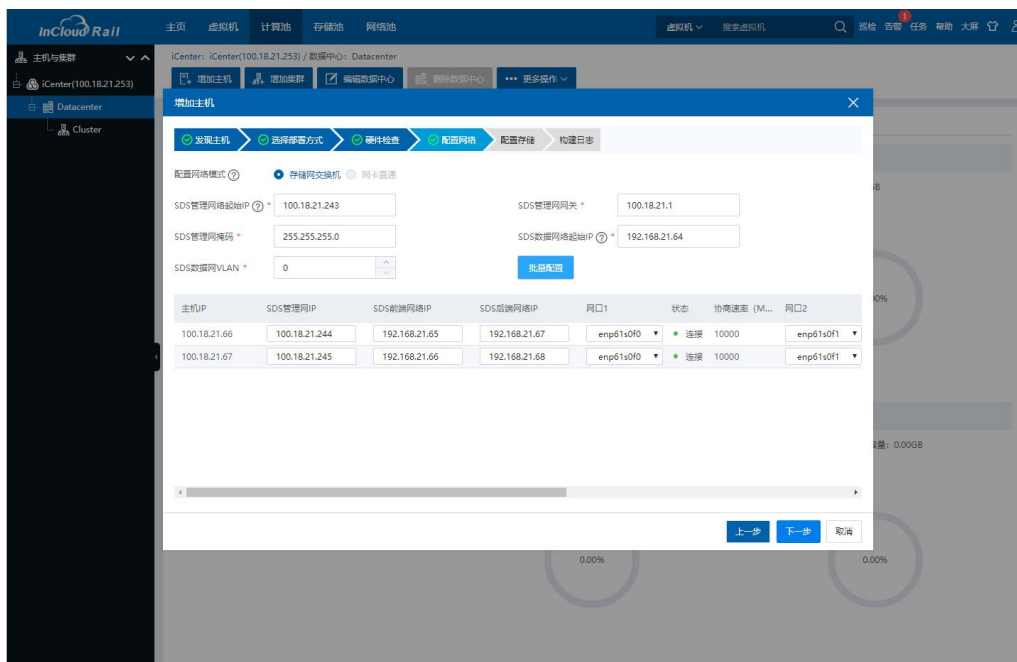 InCloud Rail 主页 虚拟机 计算池 存储池 网络池 虚拟机 搜索虚拟机 巡检 告警 1 任务 帮助 大屏
主机与集群
iCenter(100.18.21.253)
Datacenter
Cluster
iCenter: iCenter(100.18.21.253) / 数据中心: Datacenter
增加主机 增加集群 编辑数据中心 删除数据中心 ••• 更多操作
增加主机
发现主机 选择部署方式 硬件检查 配置网络 配置存储 构建日志
配置网络模式 ? 存储网交换机 网卡直通
SDS管理网络起始IP ? * 100.18.21.243 SDS管理网网关 * 100.18.21.1
SDS管理网掩码 * 255.255.255.0 SDS数据网络起始IP ? * 192.168.21.64
SDS数据网VLAN * 0 批量配置
主机IP SDS管理网IP SDS前端网络IP SDS后端网络IP 网口1 状态 协商速率（M... 网口2
100.18.21.66 100.18.21.244 192.168.21.65 192.168.21.67 enp61s0f0 连接 10000 enp61s0f1
100.18.21.67 100.18.21.245 192.168.21.66 192.168.21.68 enp61s0f0 连接 10000 enp61s0f1
上一步 下一步 取消
B
00%
容量: 0.00GB
0.00% 0.00%